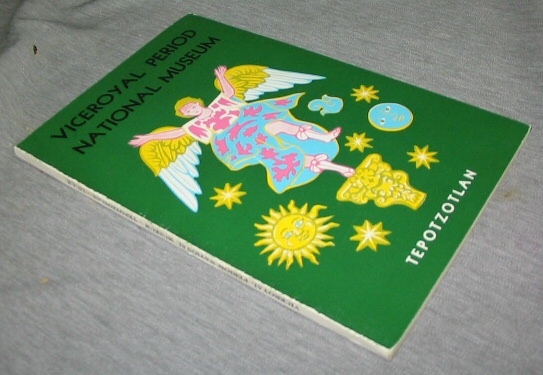 VICEROYAL PERIOD
NATIONAL MUSEUM
TEPOTZOTLAN